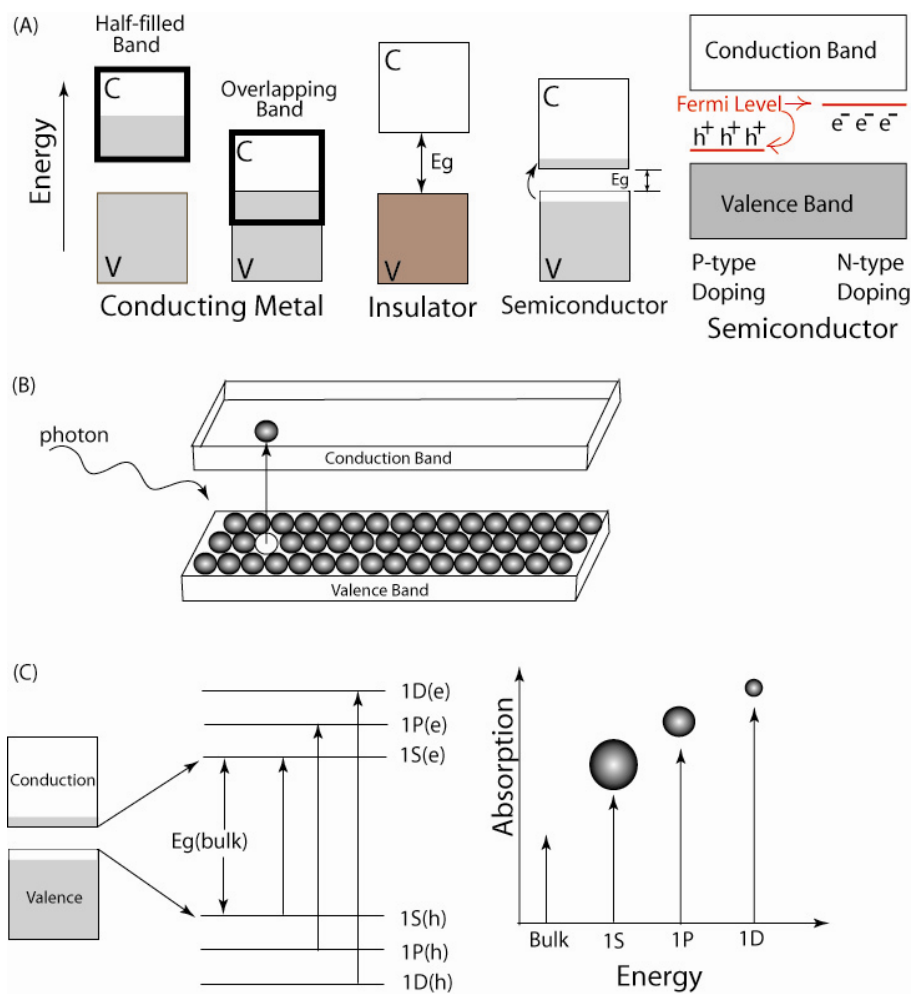 (A)
Half-filled
Band
C
V
Overlapping
Band
C
V
Energy
Conducting Metal
C
Eg
V
Insulator
C
Eg
V
Semiconductor
Conduction Band
Fermi Level
h⁺ h⁺ h⁺
e⁻ e⁻ e⁻
Valence Band
P-type
Doping
N-type
Doping
Semiconductor
(B)
photon
Conduction Band
Valence Band
(C)
Conduction
Valence
1D(e)
1P(e)
1S(e)
Eg(bulk)
1S(h)
1P(h)
1D(h)
Absorption
Bulk 1S 1P 1D
Energy